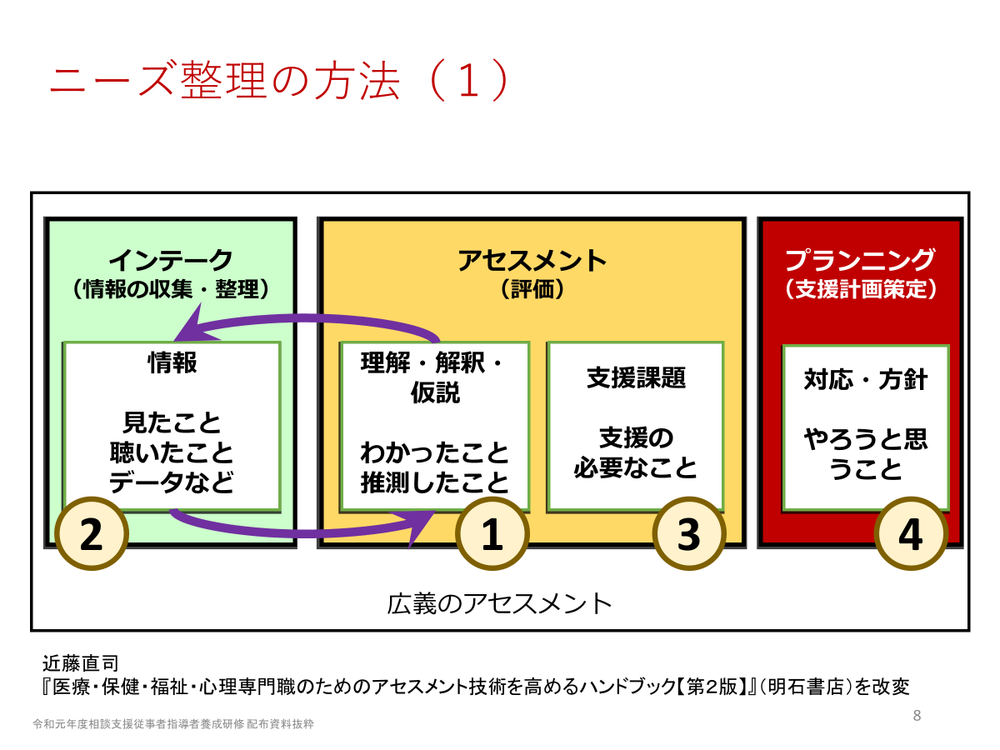 ニーズ整理の方法（１）
インテーク
（情報の収集・整理）
情報
見たこと
聴いたこと
データなど
2
アセスメント
（評価）
理解・解釈・
仮説
わかったこと
推測したこと
1
支援課題
支援の
必要なこと
3
プランニング
（支援計画策定）
対応・方針
やろうと思
うこと
4
広義のアセスメント
近藤直司
『医療・保健・福祉・心理専門職のためのアセスメント技術を高めるハンドブック【第２版】』（明石書店）を改変
令和元年度相談支援従事者指導者養成研修 配布資料抜粋
8